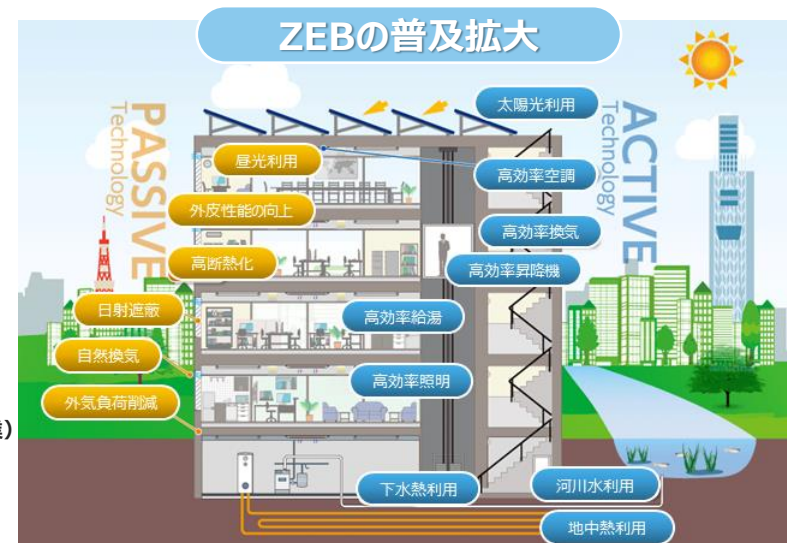 ZEBの普及拡大
PASSIVE
Technology
ACTIVE
Technology
太陽光利用
昼光利用
高効率空調
外皮性能の向上
高効率換気
高断熱化
高効率昇降機
日射遮蔽
高効率給湯
自然換気
高効率照明
外気負荷削減
下水熱利用
河川水利用
地中熱利用